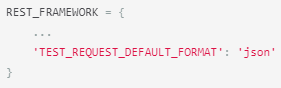 REST_FRAMEWORK = {
    ...
    'TEST_REQUEST_DEFAULT_FORMAT': 'json'
}